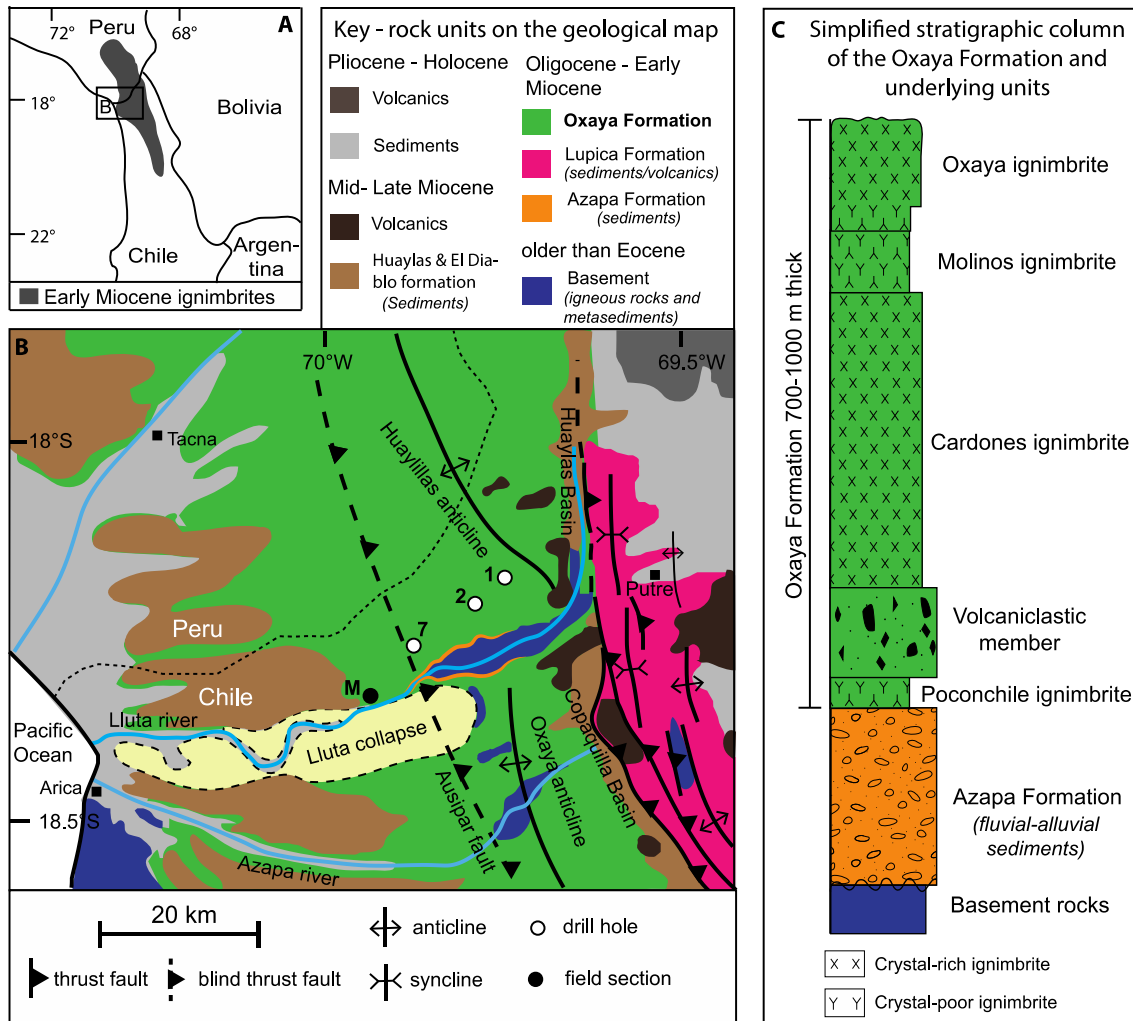 72°
Peru
68°
A
18°
B
Bolivia
22°
Chile
Argen-
tina
Early Miocene ignimbrites
Key - rock units on the geological map
Pliocene - Holocene
Volcanics
Sediments
Mid- Late Miocene
Volcanics
Huaylas & El Dia-
blo formation
(Sediments)
Oligocene - Early
Miocene
Oxaya Formation
Lupica Formation
(sediments/volcanics)
Azapa Formation
(sediments)
older than Eocene
Basement
(igneous rocks and
metasediments)
B
70°W
69.5°W
18°S
Tacna
Huaylillas anticline
Huaylas Basin
Putre
1
2
7
Peru
Chile
M
Lluta river
Pacific
Ocean
Lluta collapse
Arica
18.5°S
Azapa river
Ausipar fault
Oxaya anticline
Copaquilla Basin
20 km
anticline
drill hole
thrust fault
blind thrust fault
syncline
field section
C
Simplified stratigraphic column
of the Oxaya Formation and
underlying units
Oxaya Formation 700-1000 m thick
Oxaya ignimbrite
Molinos ignimbrite
Cardones ignimbrite
Volcaniclastic
member
Poconchile ignimbrite
Azapa Formation
(fluvial-alluvial
sediments)
Basement rocks
Crystal-rich ignimbrite
Crystal-poor ignimbrite